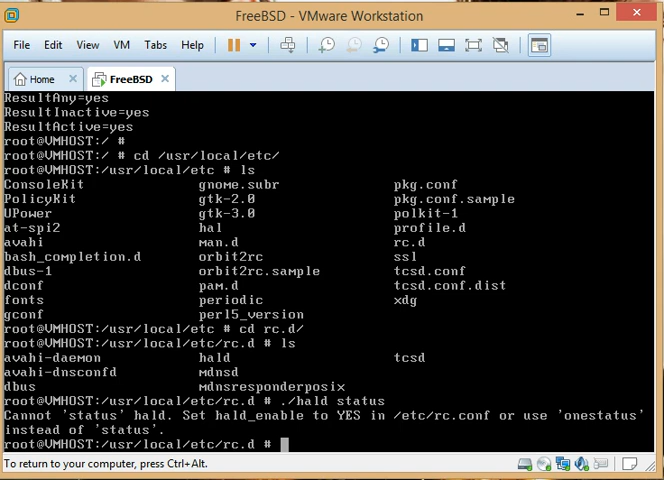 FreeBSD - VMware Workstation
File Edit View VM Tabs Help
Home FreeBSD
ResultAny=yes
ResultInactive=yes
ResultActive=yes
root@VMHOST:/ #
root@VMHOST:/ # cd /usr/local/etc/
root@VMHOST:/usr/local/etc # ls
ConsoleKit gnome.subr pkg.conf
PolicyKit gtk-2.0 pkg.conf.sample
UPower gtk-3.0 polkit-1
at-spi2 hal profile.d
avahi man.d rc.d
bash_completion.d orbit2rc ssl
dbus-1 orbit2rc.sample tcsd.conf
dconf pam.d tcsd.conf.dist
fonts periodic xdg
gconf perl5_version
root@VMHOST:/usr/local/etc # cd rc.d/
root@VMHOST:/usr/local/etc/rc.d # ls
avahi-daemon hald tcsd
avahi-dnsconfd mdnsd
dbus mdnsresponderposix
root@VMHOST:/usr/local/etc/rc.d # ./hald status
Cannot 'status' hald. Set hald_enable to YES in /etc/rc.conf or use 'onestatus'
instead of 'status'.
root@VMHOST:/usr/local/etc/rc.d #
To return to your computer, press Ctrl+Alt.